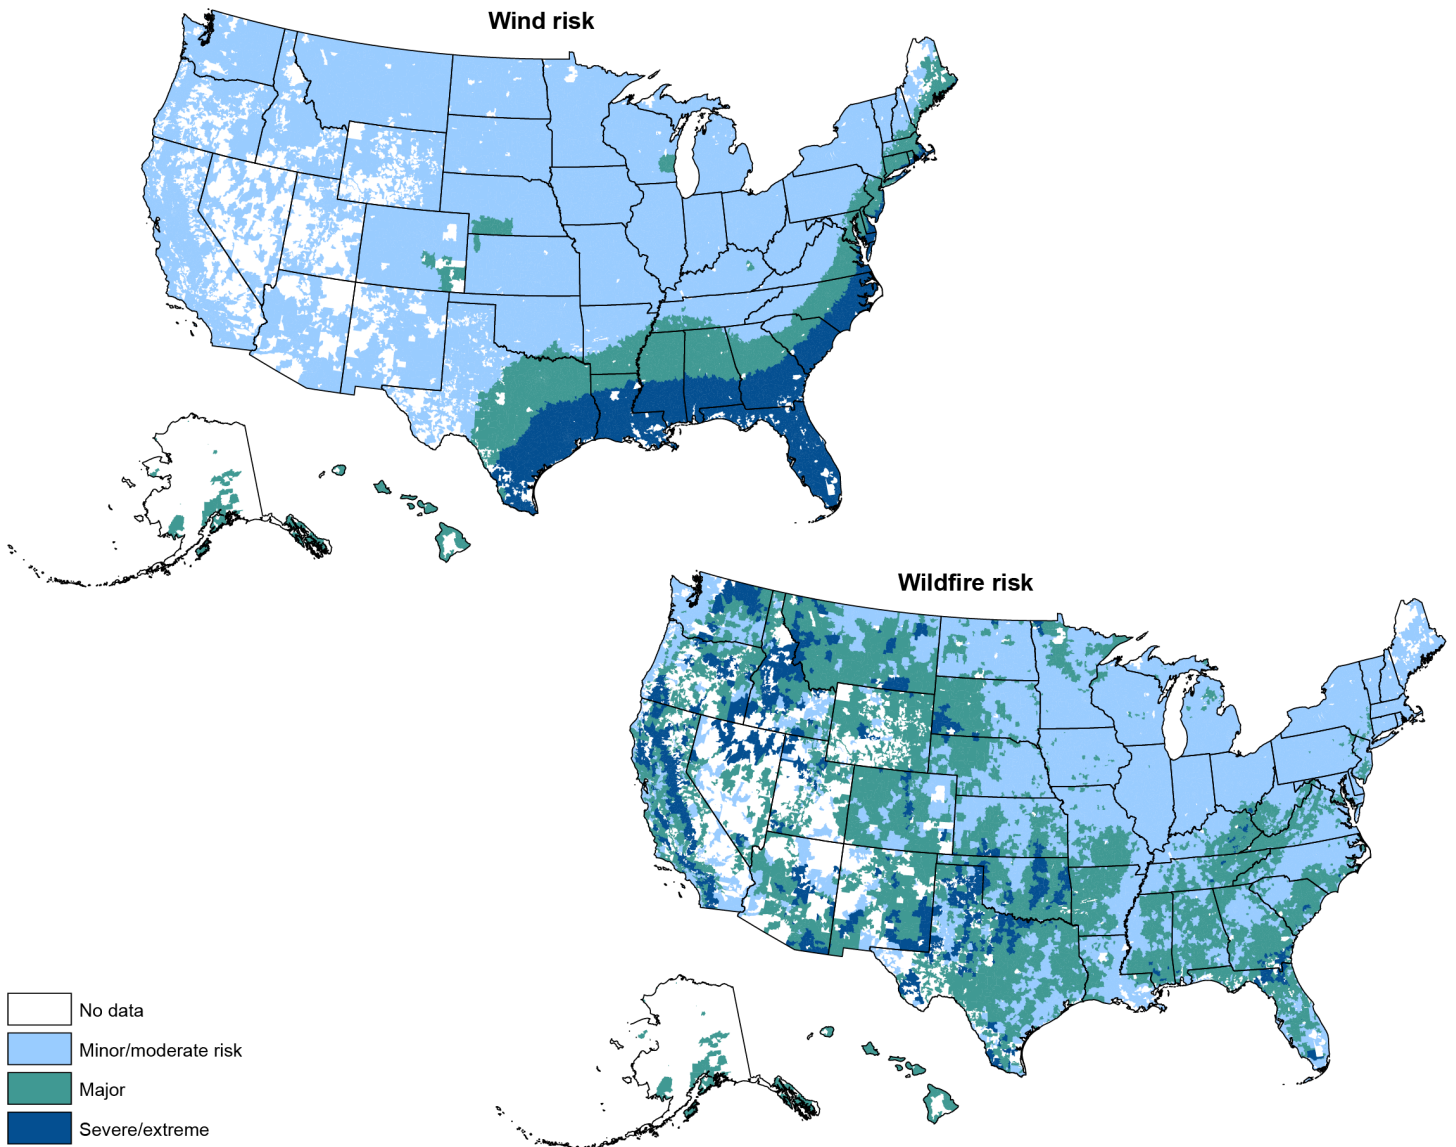 Wind risk
Wildfire risk
No data
Minor/moderate risk
Major
Severe/extreme